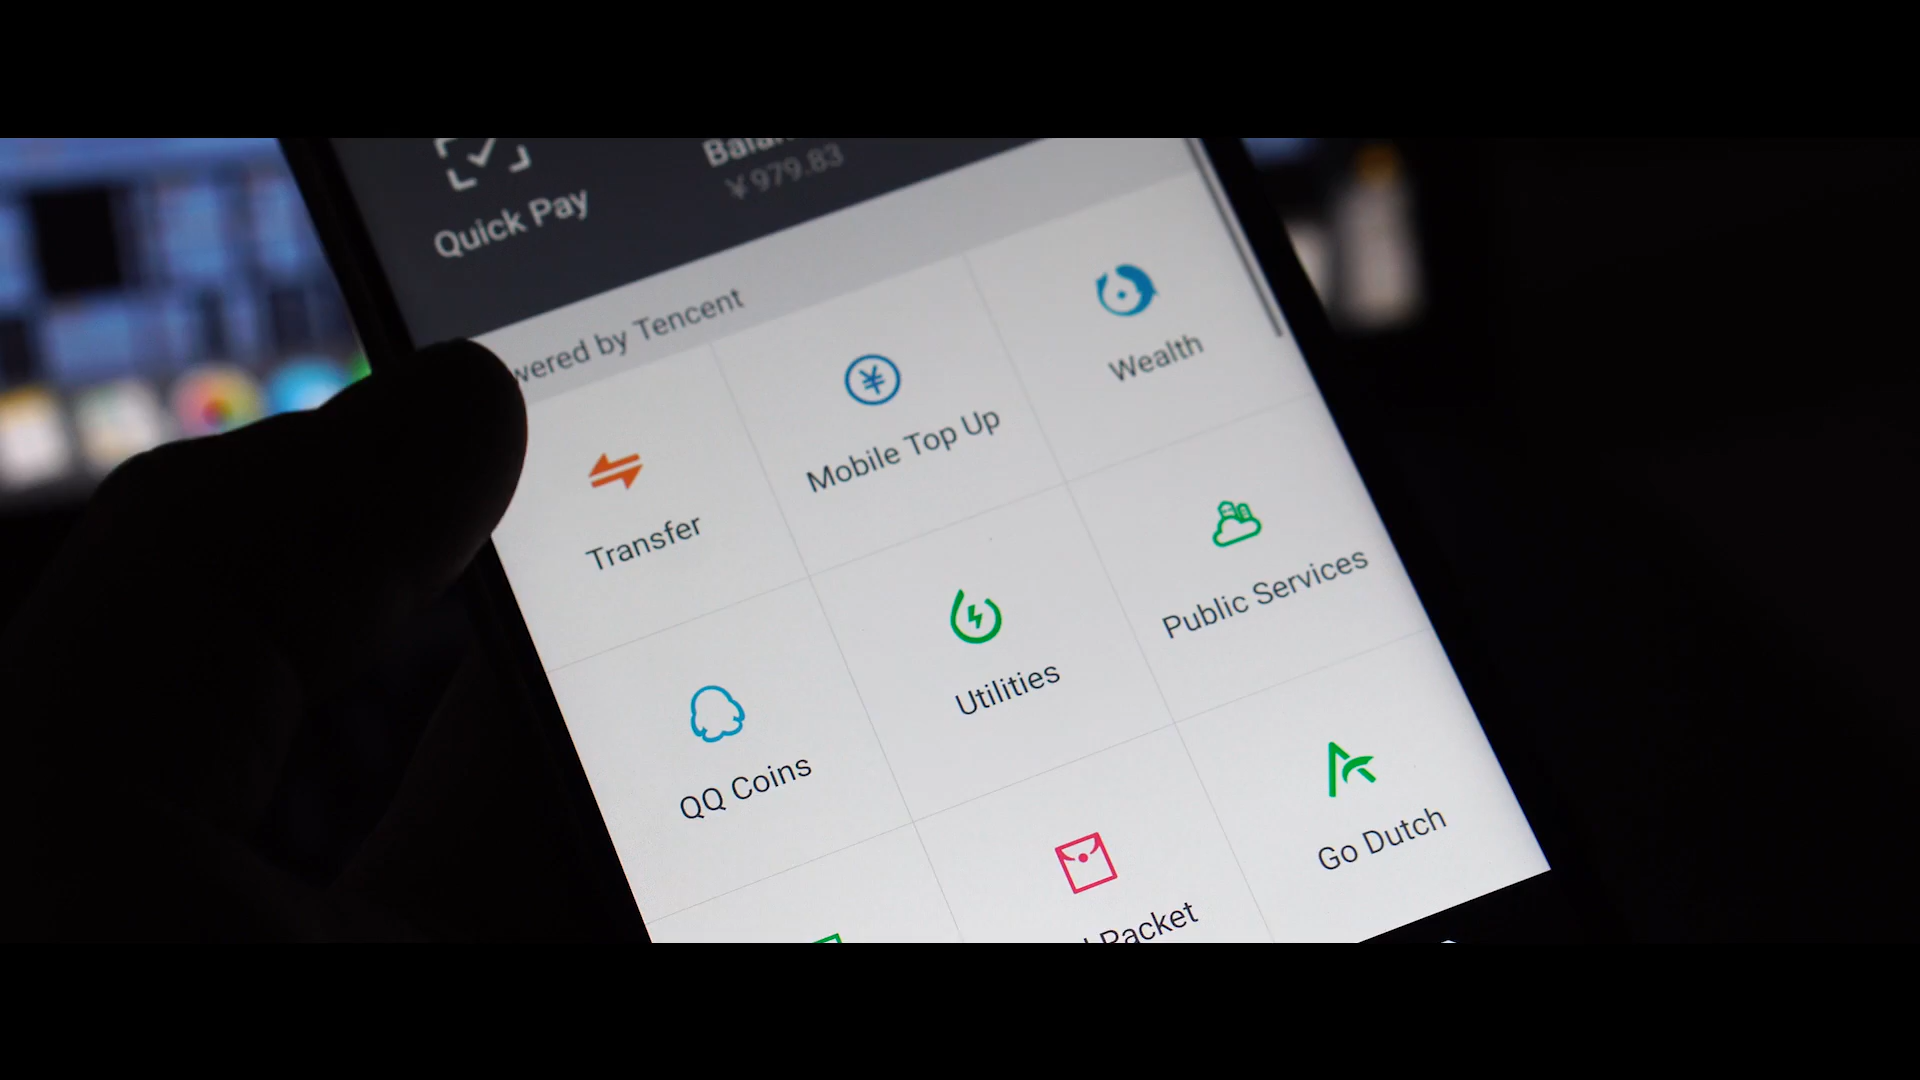 Quick Pay
¥979.83
by Tencent
Transfer
Mobile Top Up
Wealth
QQ Coins
Utilities
Public Services
Packet
Go Dutch